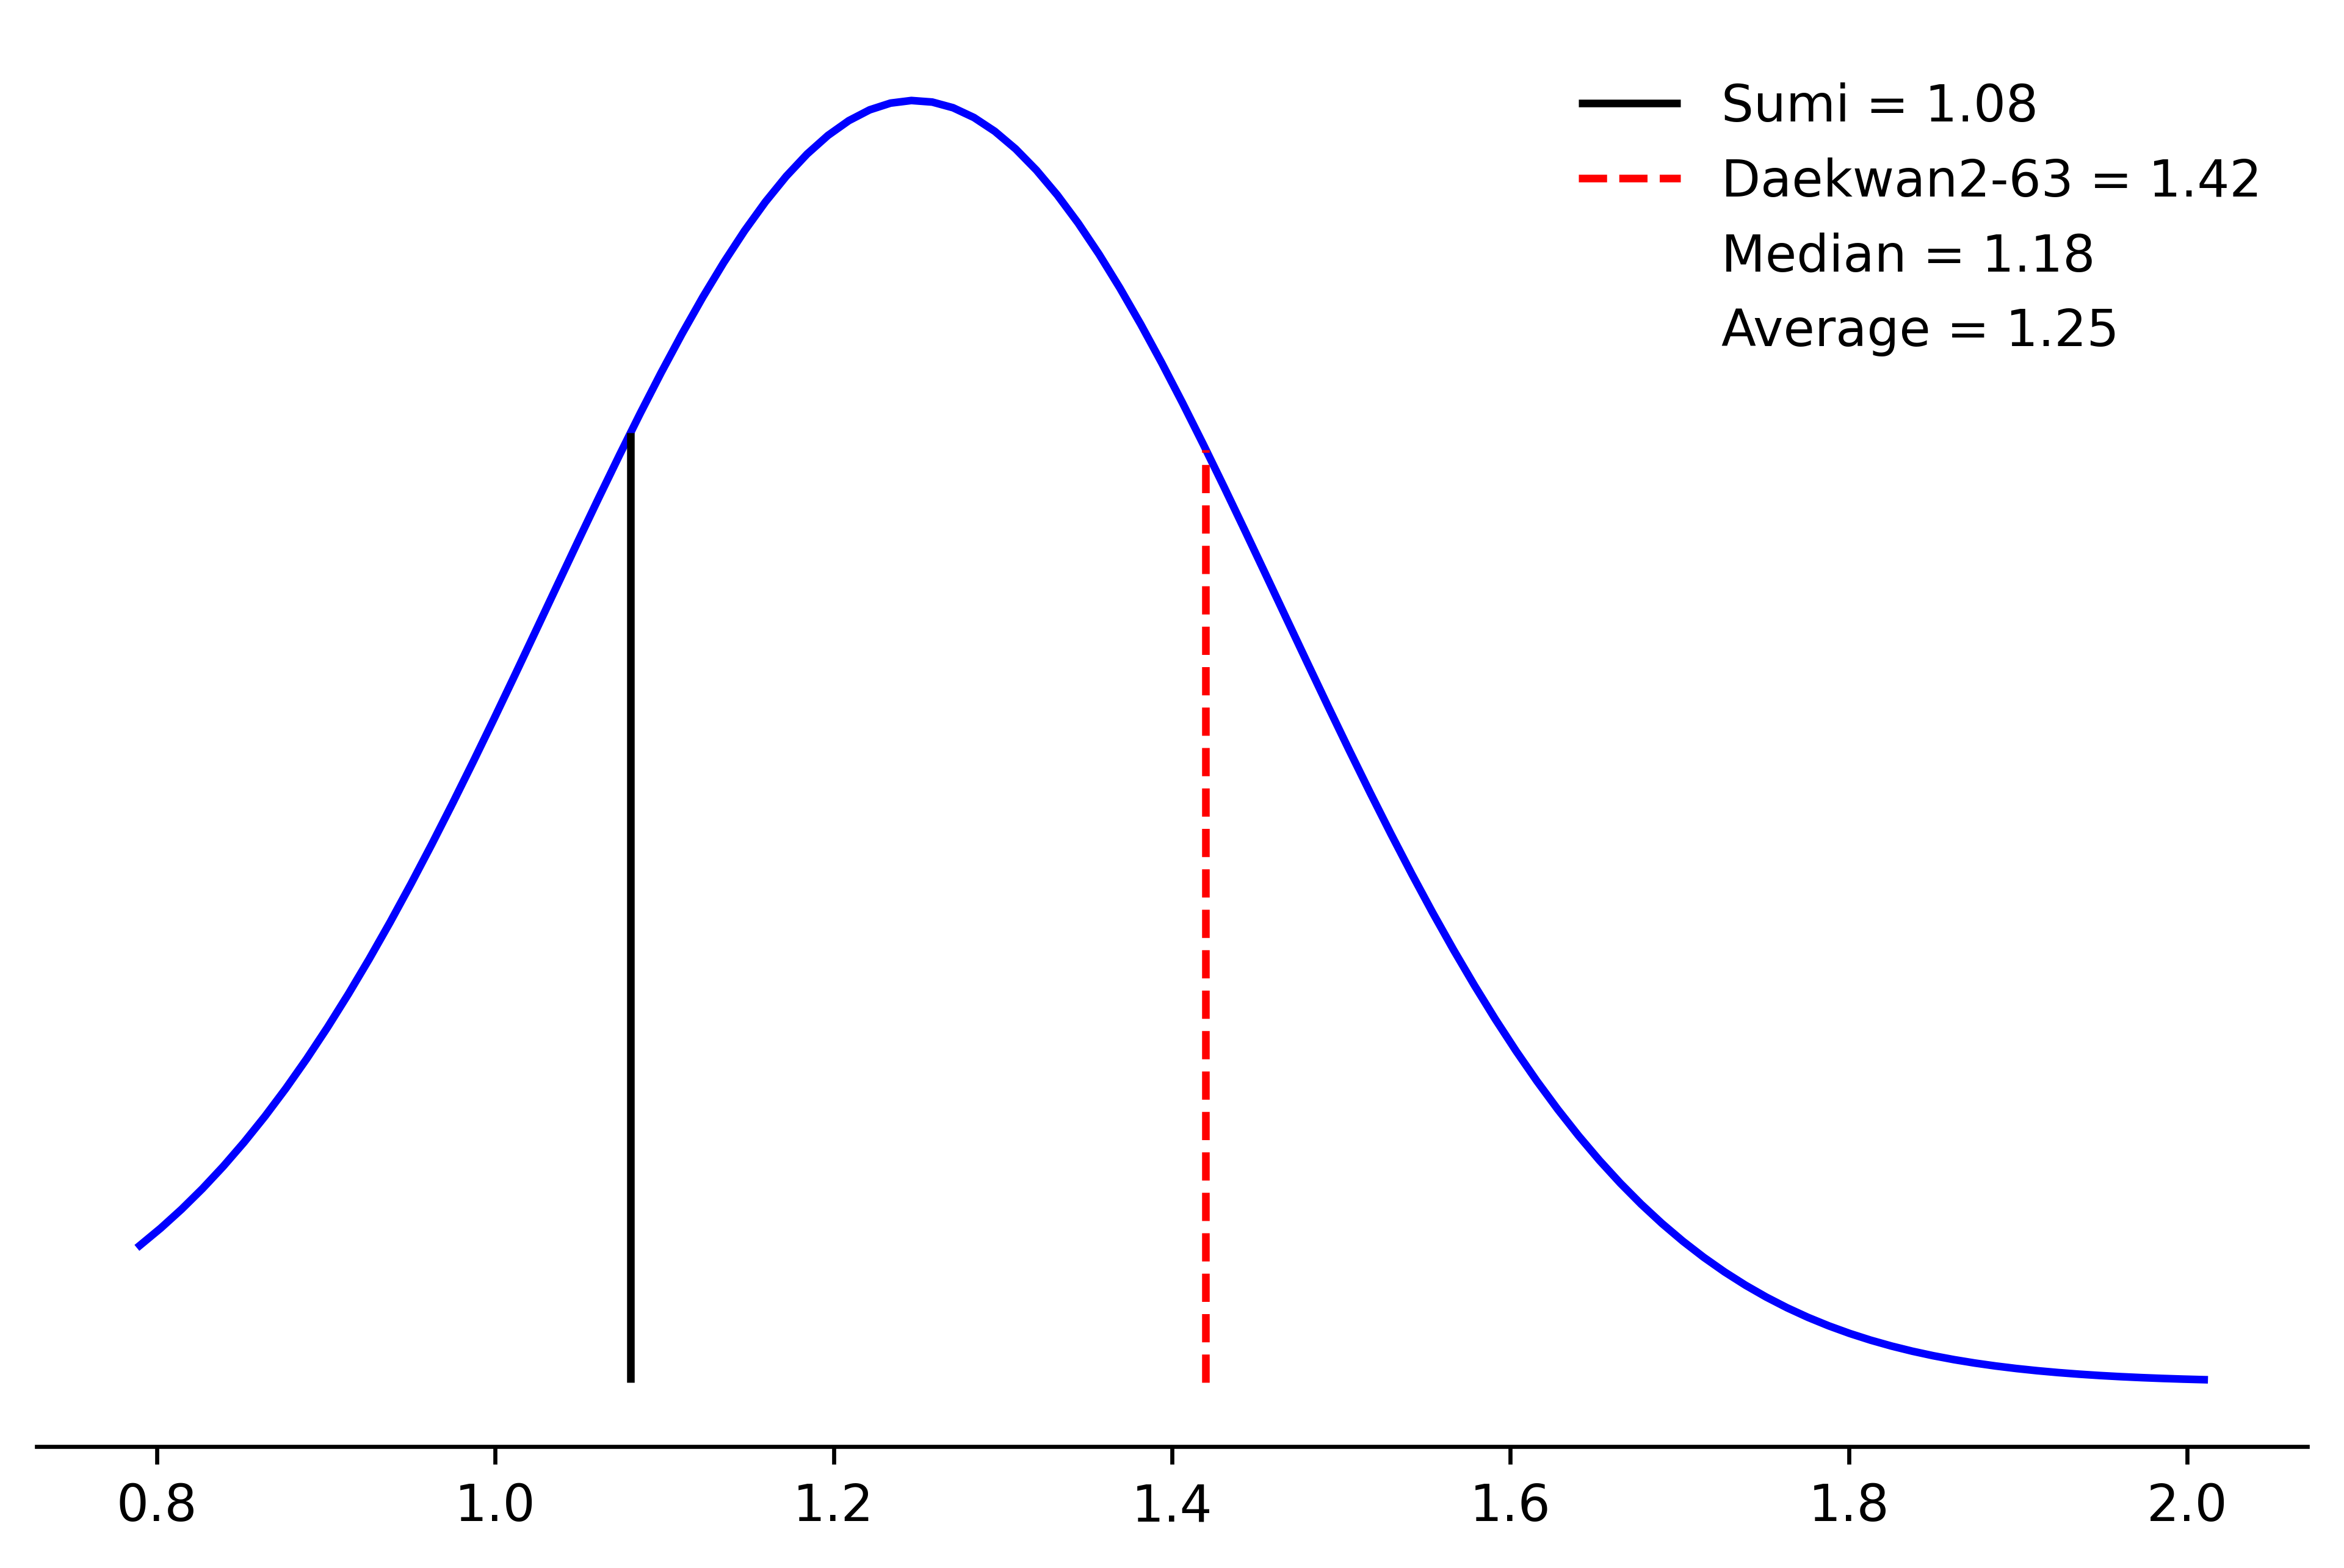 Sumi = 1.08
Daekwan2-63 = 1.42
Median = 1.18
Average = 1.25
0.8 1.0 1.2 1.4 1.6 1.8 2.0